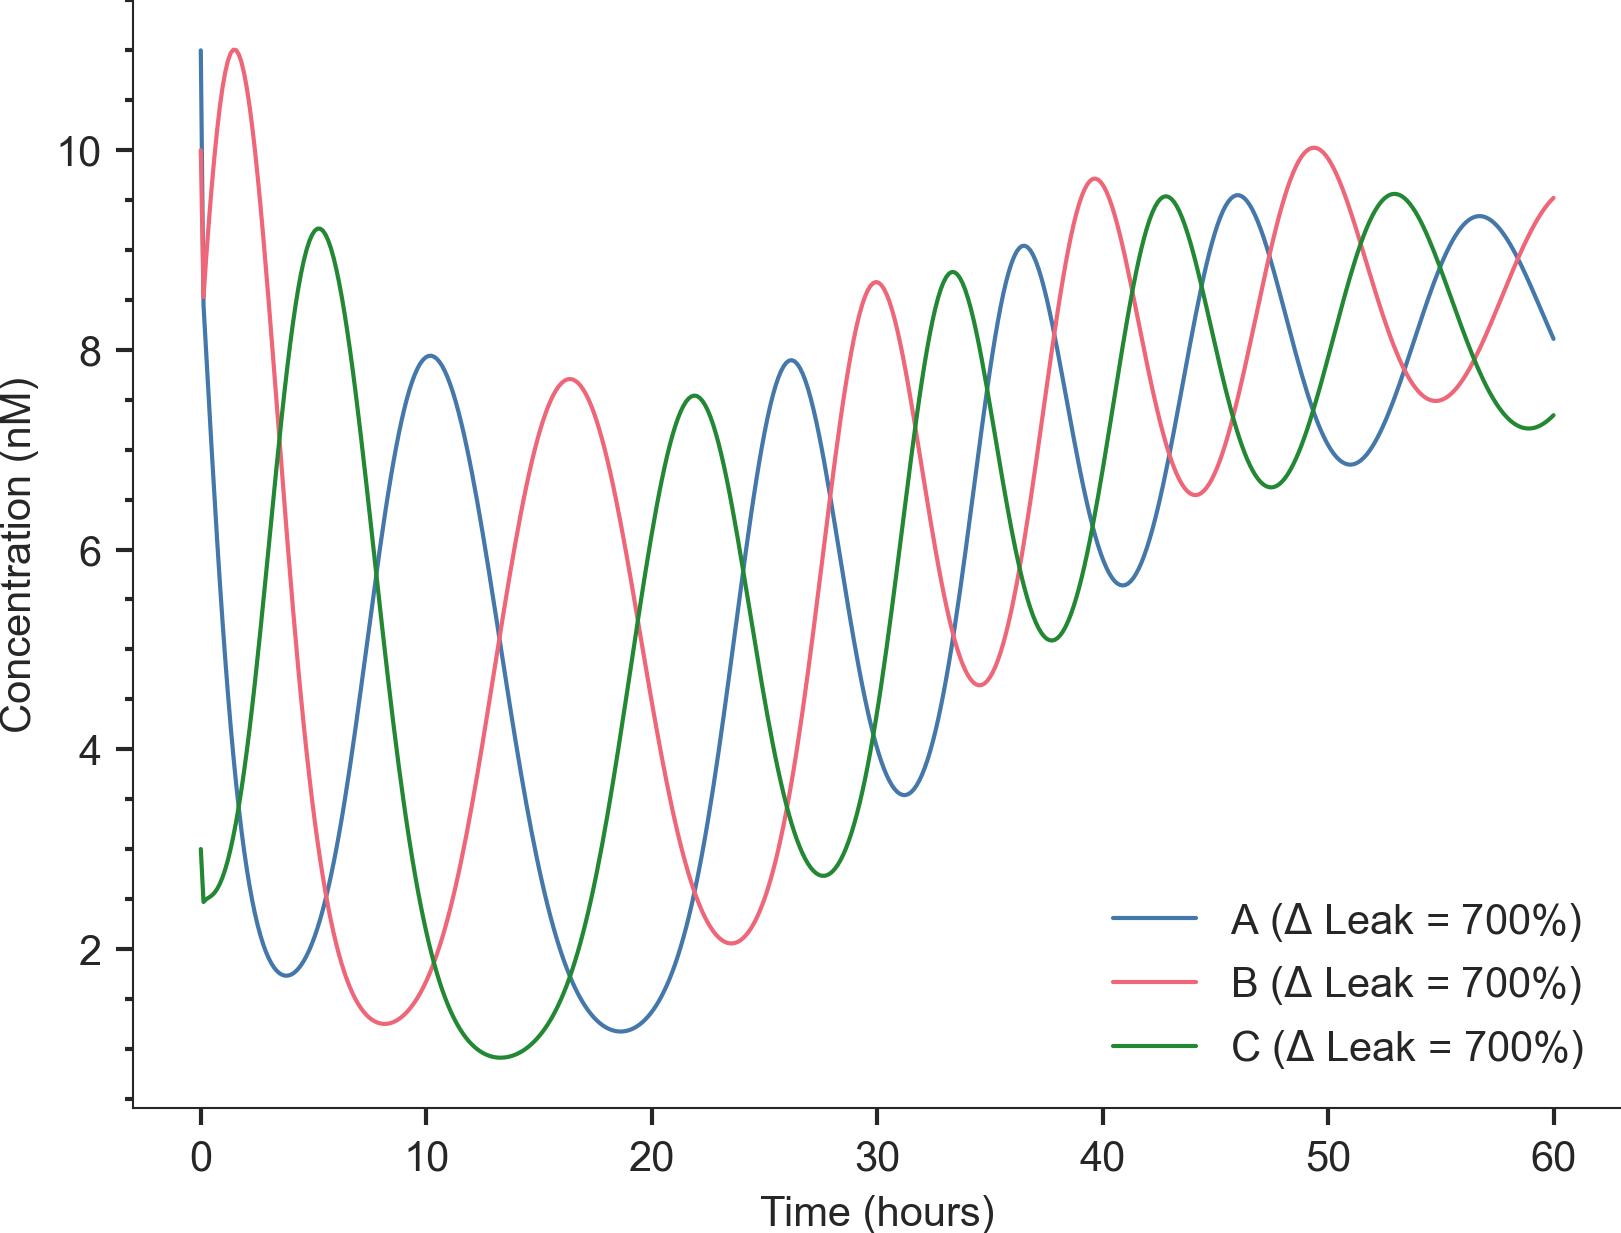 Concentration (nM)
10
8
6
4
2
A (Δ Leak = 700%)
B (Δ Leak = 700%)
C (Δ Leak = 700%)
0 10 20 30 40 50 60
Time (hours)